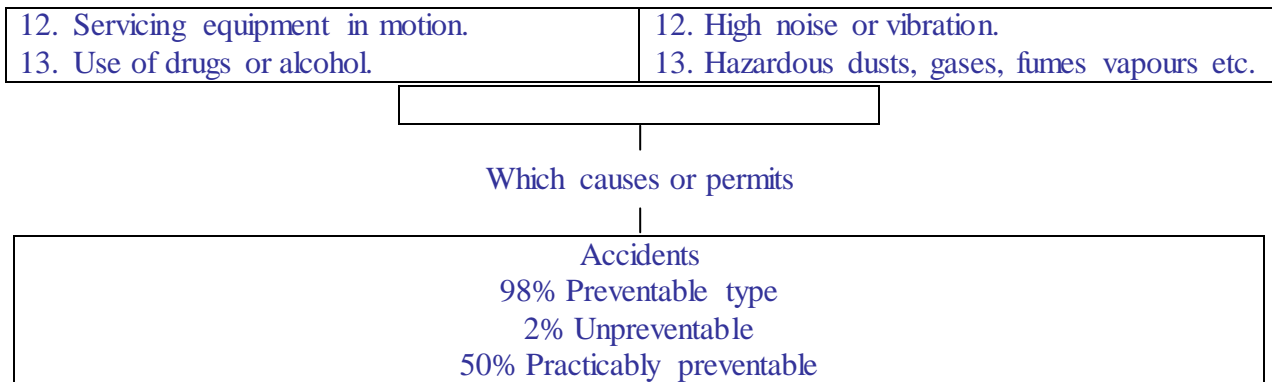 12. Servicing equipment in motion.
13. Use of drugs or alcohol.
12. High noise or vibration.
13. Hazardous dusts, gases, fumes vapours etc.
Which causes or permits
Accidents
98% Preventable type
2% Unpreventable
50% Practicably preventable